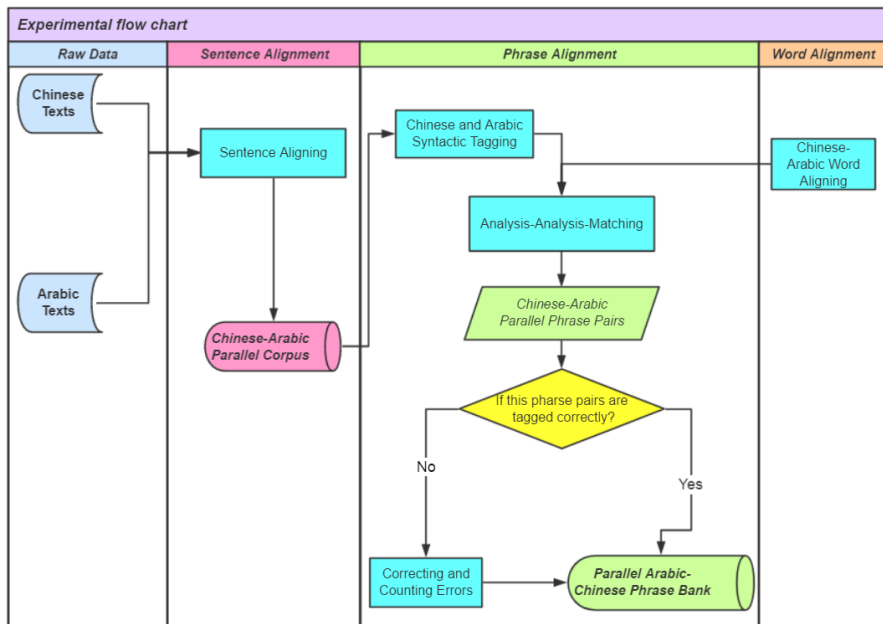 Experimental flow chart
Raw Data
Sentence Alignment
Phrase Alignment
Word Alignment
Chinese
Texts
Arabic
Texts
Sentence Aligning
Chinese-Arabic
Parallel Corpus
Chinese and Arabic
Syntactic Tagging
Chinese-
Arabic Word
Aligning
Analysis-Analysis-Matching
Chinese-Arabic
Parallel Phrase Pairs
If this pharse pairs are
tagged correctly?
No
Yes
Correcting and
Counting Errors
Parallel Arabic-
Chinese Phrase Bank